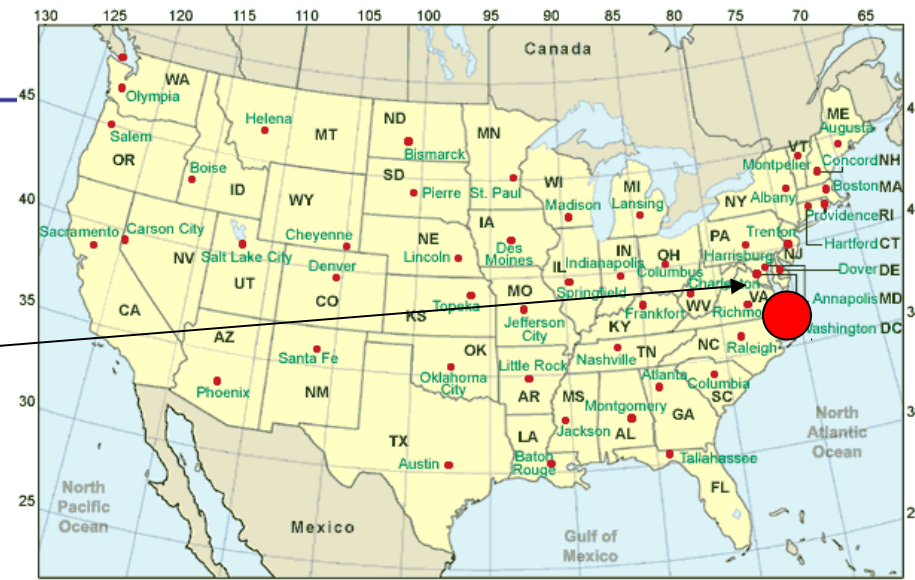 130
125
120
115
110
105
100
95
90
85
80
75
70
65
Canada
45
40
35
30
25
4
4
3
3
2
WA
Olympia
Salem
OR
Helena
MT
ND
Bismarck
MN
Boise
ID
SD
Pierre
St. Paul
WI
Madison
MI
Lansing
ME
Augusta
VT
Montpelier
Concord NH
Boston MA
Albany
NY
Providence RI
Hartford CT
WY
Cheyenne
NE
Lincoln
IA
Des
Moines
Sacramento
Carson City
NV
Salt Lake City
UT
Denver
CO
IL
Springfield
IN
Indianapolis
OH
Columbus
PA
Harrisburg
Trenton
NJ
Dover DE
Annapolis MD
Washington DC
CA
KS
Topeka
MO
Jefferson
City
KY
Frankfort
Charleston
WV
VA
Richmo
AZ
Phoenix
Santa Fe
NM
OK
Oklahoma
City
Little Rock
AR
Nashville
TN
NC
Raleigh
Atlanta
Columbia
SC
MS
Jackson
Montgomery
AL
GA
TX
Austin
LA
Baton
Rouge
Tallahassee
FL
North
Pacific
Ocean
Mexico
Gulf of
Mexico
North
Atlantic
Ocean